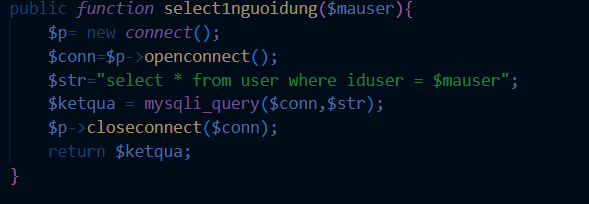 public function select1nguoidung($mauser){
$p= new connect();
$conn=$p->openconnect();
$str="select * from user where iduser = $mauser";
$ketqua = mysqli_query($conn,$str);
$p->closeconnect($conn);
return $ketqua;
}